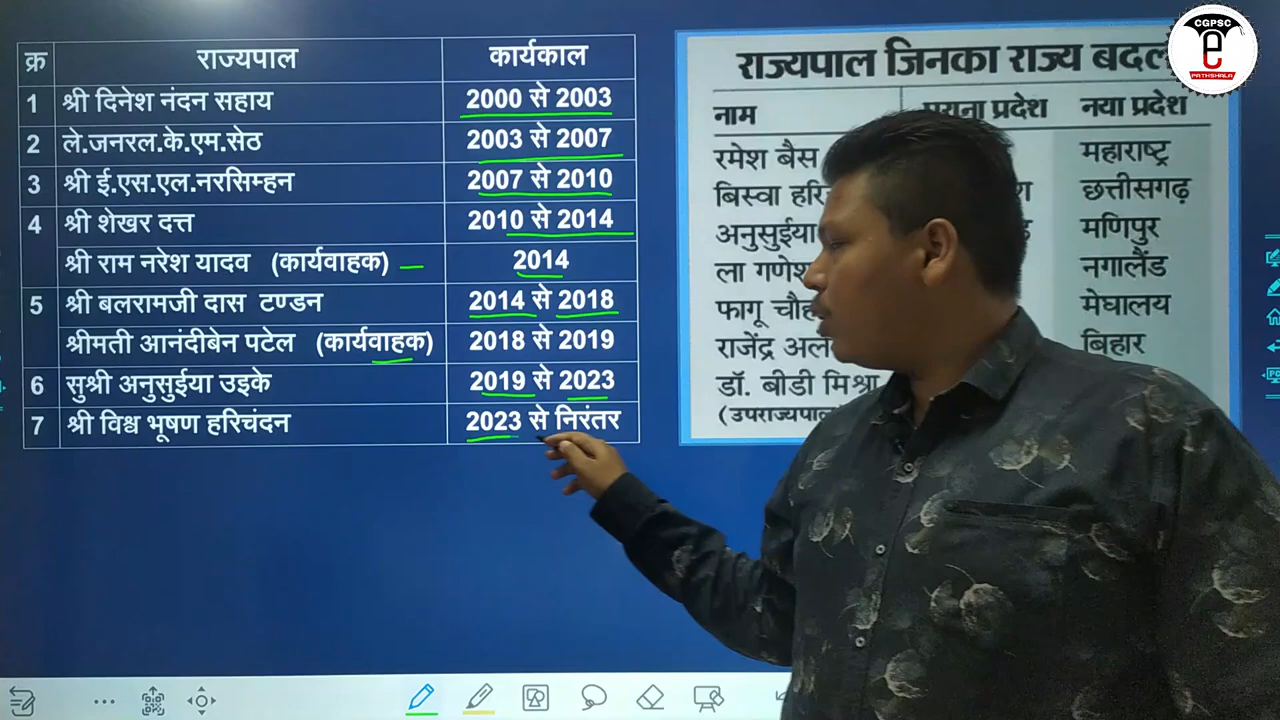 क्र राज्यपाल कार्यकाल
1 श्री दिनेश नंदन सहाय 2000 से 2003
2 ले.जनरल.के.एम.सेठ 2003 से 2007
3 श्री ई.एस.एल.नरसिम्हन 2007 से 2010
4 श्री शेखर दत्त 2010 से 2014
श्री राम नरेश यादव (कार्यवाहक) 2014
5 श्री बलरामजी दास टण्डन 2014 से 2018
श्रीमती आनंदीबेन पटेल (कार्यवाहक) 2018 से 2019
6 सुश्री अनुसुईया उइके 2019 से 2023
7 श्री विश्व भूषण हरिचंदन 2023 से निरंतर
राज्यपाल जिनका राज्य
नाम प्रदेश नया प्रदेश
रमेश बैस महाराष्ट्र
बिस्वा छत्तीसगढ़
अनुसुईया मणिपुर
ला नगालैंड
फागू मेघालय
राजेंद्र बिहार
डॉ. बीडी मिश्रा
(उपराज्यपाल
CGPSC
e
PATHSHALA